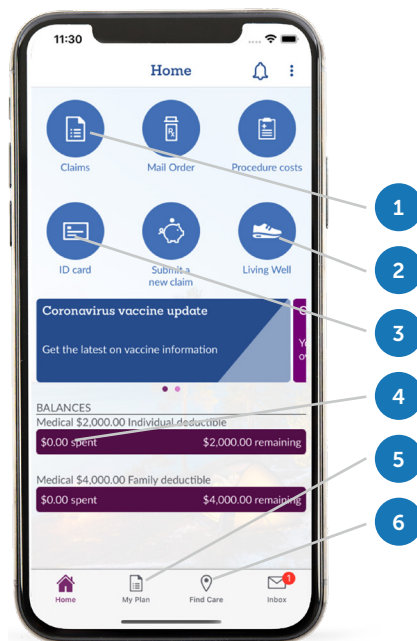 11:30
Home
Claims
Mail Order
Procedure costs
ID card
Submit a
new claim
Living Well
Coronavirus vaccine update
Get the latest on vaccine information
BALANCES
Medical $2,000.00 Individual deductible
$0.00 spent
$2,000.00 remaining
Medical $4,000.00 Family deductible
$0.00 spent
$4,000.00 remaining
Home
My Plan
Find Care
Inbox
1
1
2
3
4
5
6